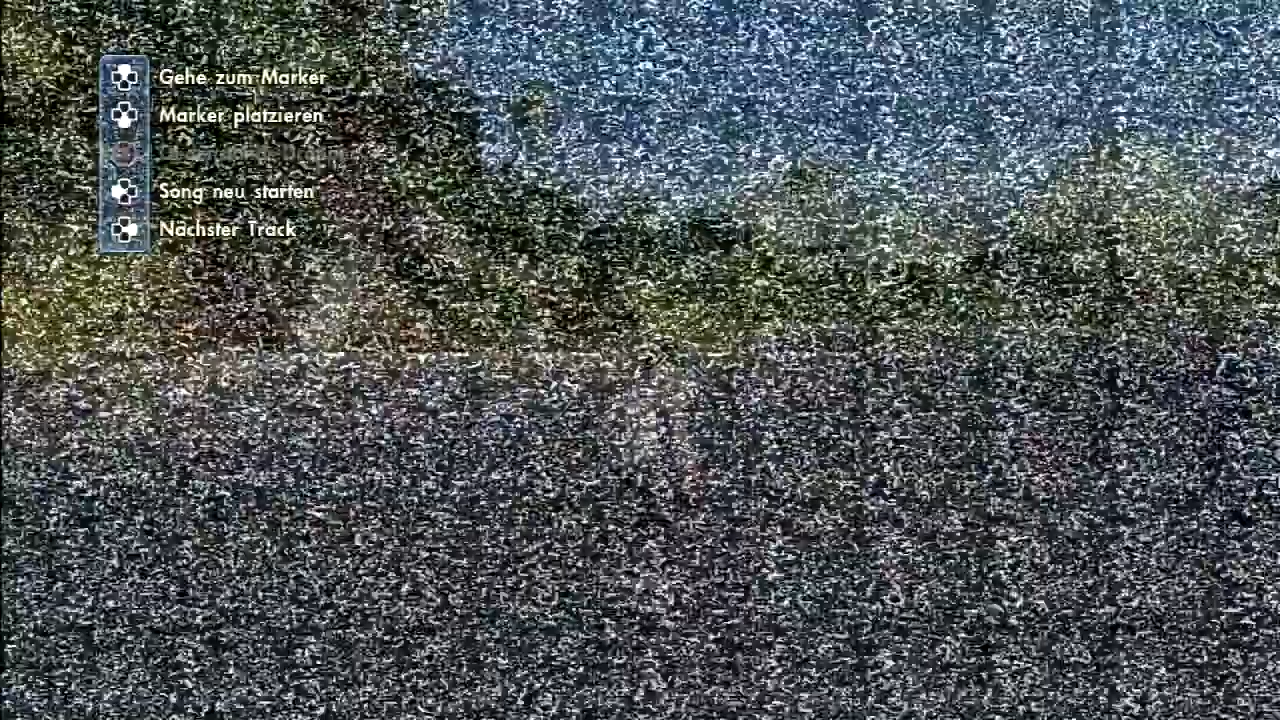 Gehe zum Marker
Marker platzieren
Song neu starten
Nächster Track